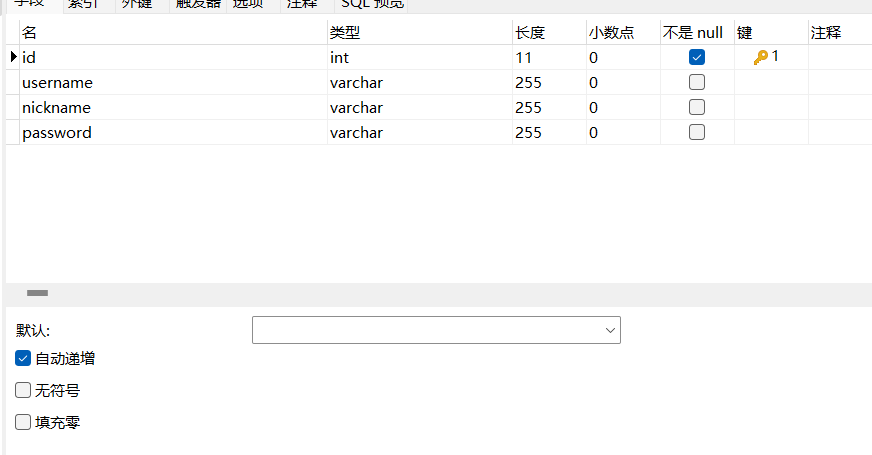 字段 索引 外键 触发器 选项 注释 SQL 预览
名 类型 长度 小数点 不是 null 键 注释
id int 11 0 1
username varchar 255 0
nickname varchar 255 0
password varchar 255 0
默认:
自动递增
无符号
填充零